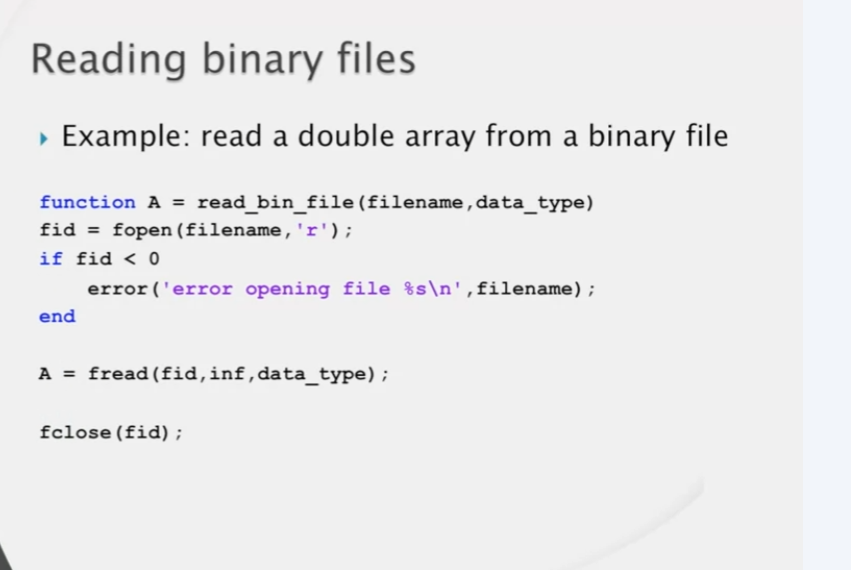 Reading binary files
Example: read a double array from a binary file
function A = read_bin_file(filename,data_type)
fid = fopen(filename,'r');
if fid < 0
    error('error opening file %s\n',filename);
end
A = fread(fid,inf,data_type);
fclose(fid);